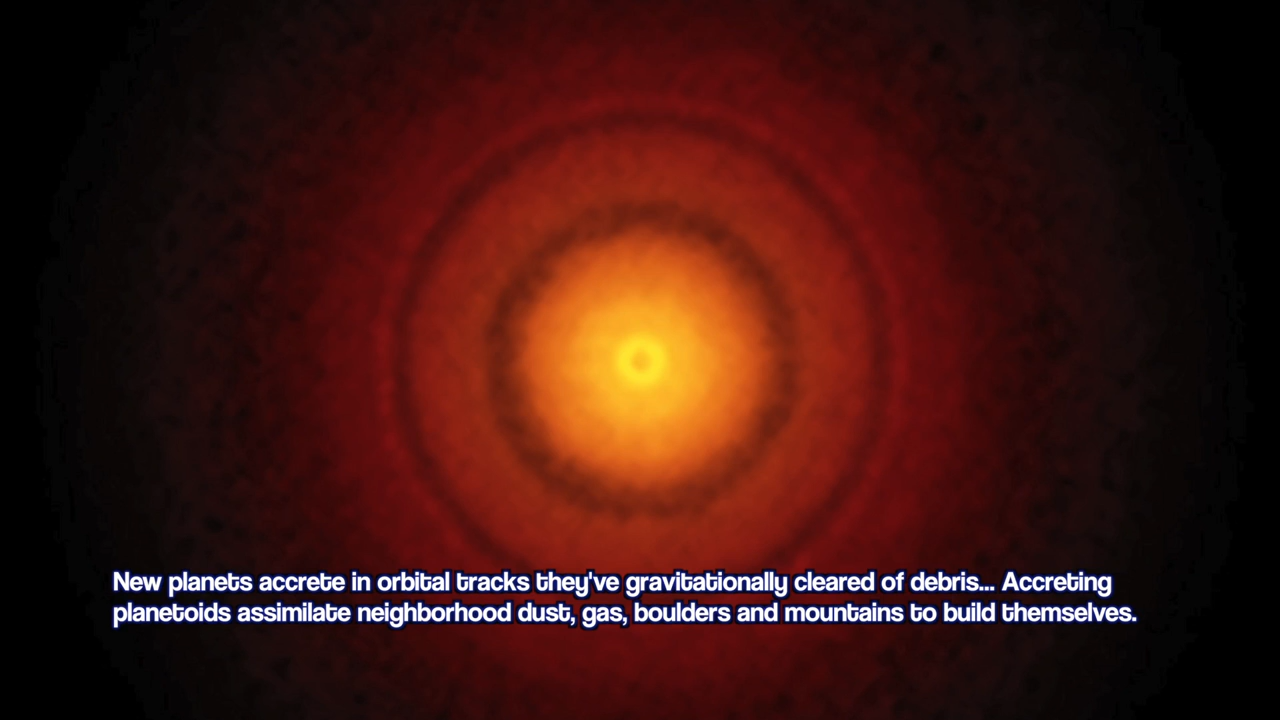 New planets accrete in orbital tracks they've gravitationally cleared of debris... Accreting
planetoids assimilate neighborhood dust, gas, boulders and mountains to build themselves.